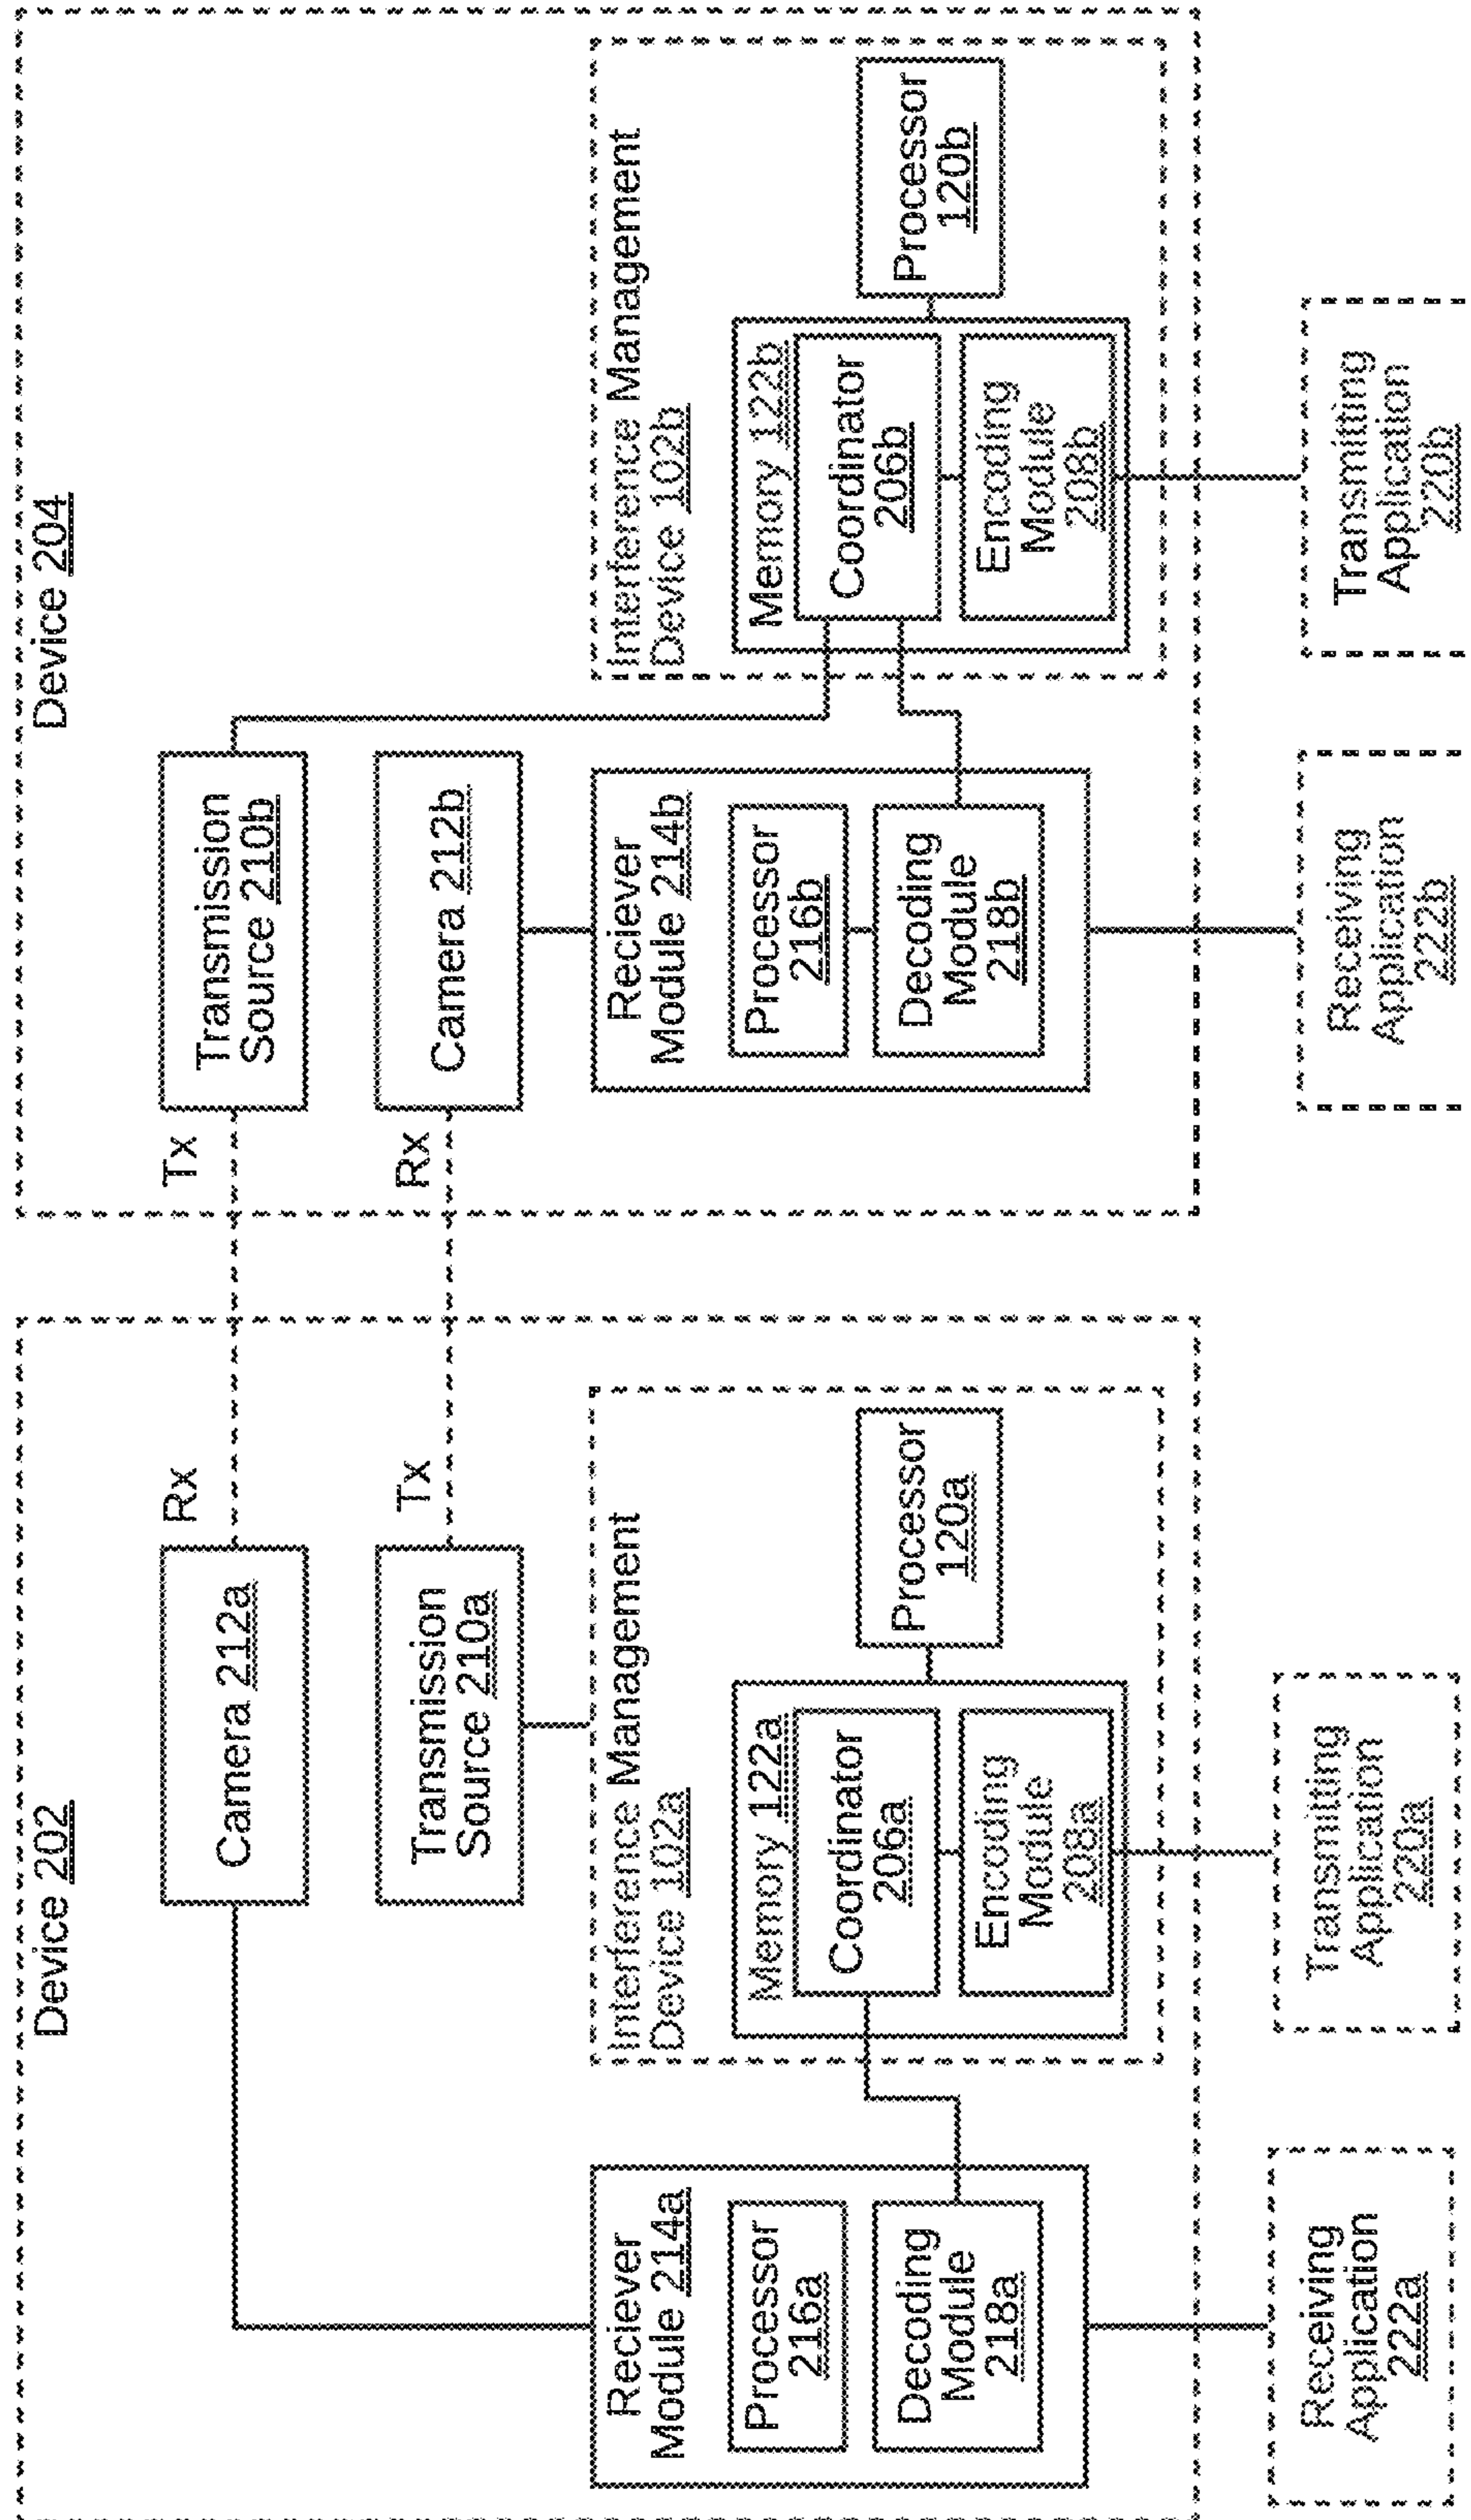 Device 202
Camera 212a
Rx
Transmission
Source 210a
Tx
Reciever
Module 214a
Processor
216a
Decoding
Module
218a
Interference Management
Device 102a
Memory 122a
Coordinator
206a
Encoding
Module
208a
Processor
120a
Receiving
Application
222a
Transmitting
Application
220a
Device 204
Tx
Transmission
Source 210b
Rx
Camera 212b
Reciever
Module 214b
Processor
216b
Decoding
Module
218b
Interference Management
Device 102b
Memory 122b
Coordinator
206b
Encoding
Module
208b
Processor
120b
Receiving
Application
222b
Transmitting
Application
220b